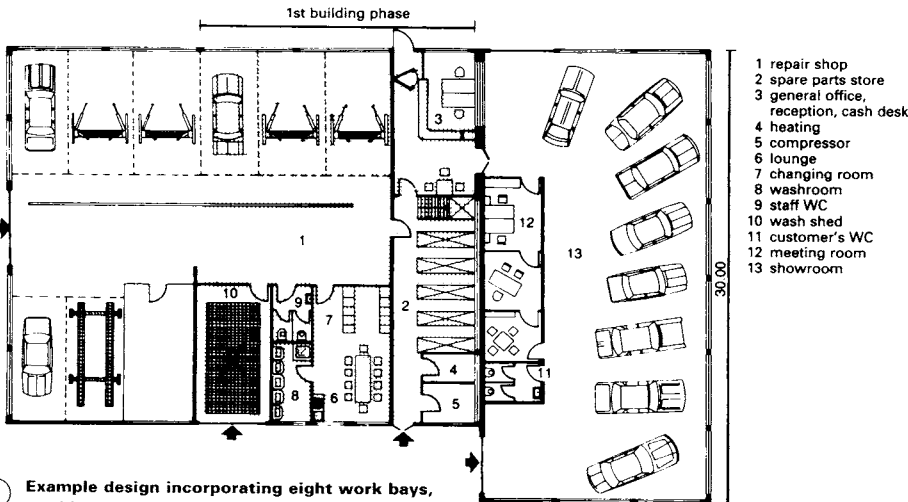 1st building phase
1 repair shop
2 spare parts store
3 general office,
reception, cash desk
4 heating
5 compressor
6 lounge
7 changing room
8 washroom
9 staff WC
10 wash shed
11 customer's WC
12 meeting room
13 showroom
3
12
13
1
30.00
10
9
7
2
4
11
8
6
5
Example design incorporating eight work bays,